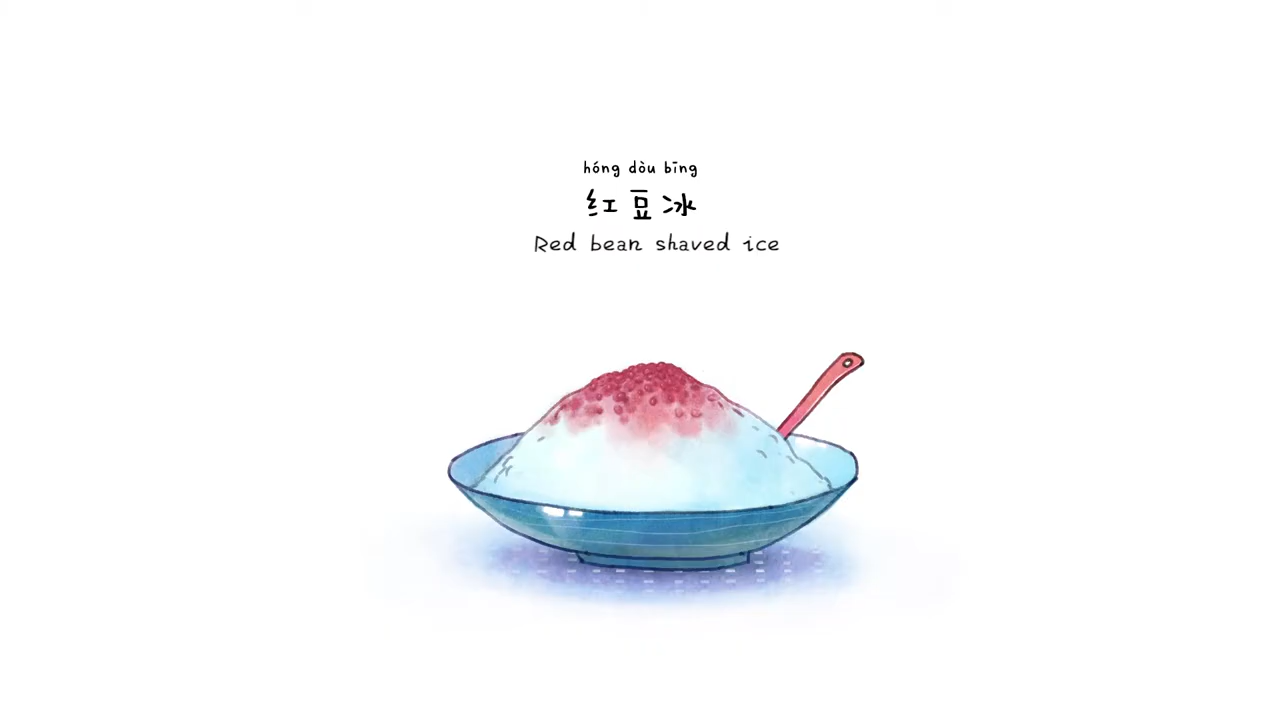 hóng dòu bīng
红豆冰
Red bean shaved ice